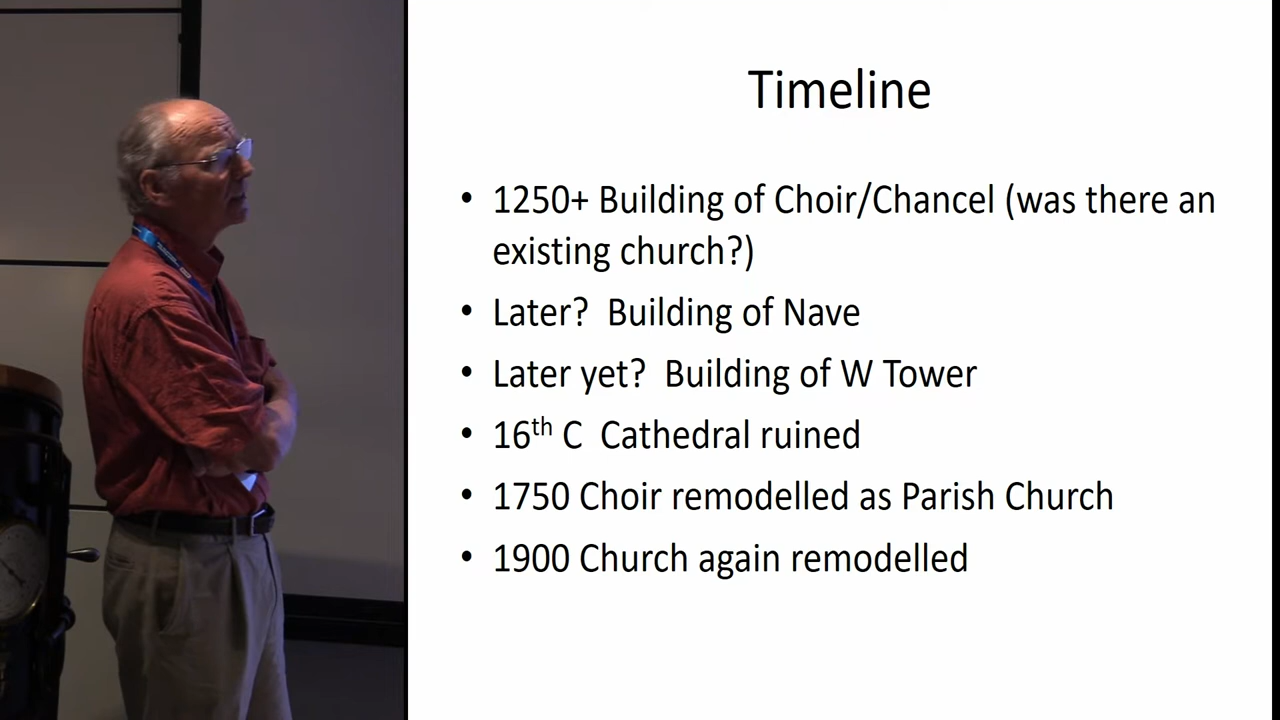 Timeline
• 1250+ Building of Choir/Chancel (was there an
existing church?)
• Later?  Building of Nave
• Later yet?  Building of W Tower
• 16th C  Cathedral ruined
• 1750 Choir remodelled as Parish Church
• 1900 Church again remodelled